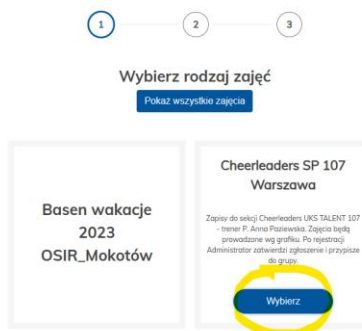 1 2 3
Wybierz rodzaj zajęć
Pokaż wszystkie zajęcia
Basen wakacje
2023
OSIR_Mokotów
Cheerleaders SP 107
Warszawa
Zapisy do sekcji Cheerleaders UKS TALENT 107
- trener P. Anna Paziewska. Zajęcia będą
prowadzone wg grafiku. Po rejestracji
Administrator zatwierdzi zgłoszenie i przypisze
do grupy.
Wybierz